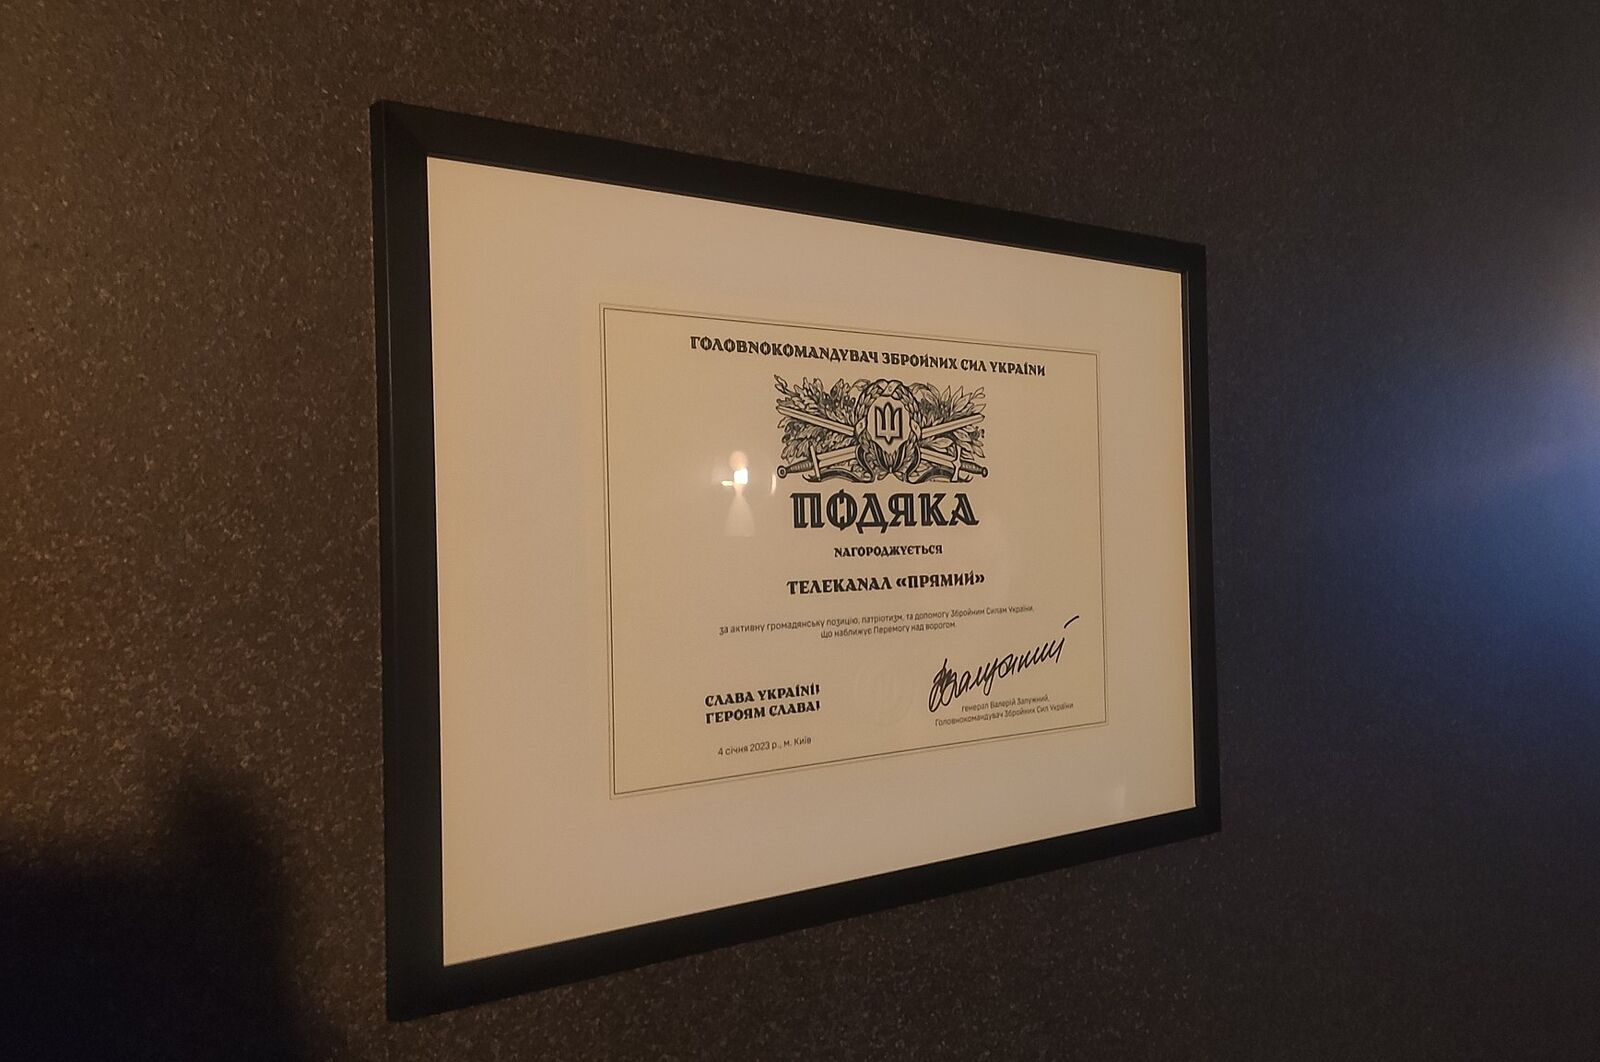 ГОЛОВНОКОМАНДУВАЧ ЗБРОЙНИХ СИЛ УКРАЇНИ
ПОДЯКА
НАГОРОДЖУЄТЬСЯ
ТЕЛЕКАНАЛ «ПРЯМИЙ»
за активну громадянську позицію, патріотизм, та допомогу Збройним Силам України,
що наближує Перемогу над ворогом.
СЛАВА УКРАЇНІ!
ГЕРОЯМ СЛАВА!
4 січня 2023 р., м. Київ
Залужний
генерал Валерій Залужний,
Головнокомандувач Збройних Сил України